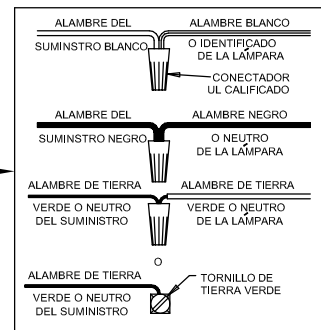 ALAMBRE DEL ALAMBRE BLANCO
SUMINSTRO BLANCO O IDENTIFICADO
DE LA LÁMPARA
CONECTADOR
UL CALIFICADO
ALAMBRE DEL ALAMBRE NEGRO
SUMINSTRO NEGRO O NEUTRO
DE LA LÁMPARA
ALAMBRE DE TIERRA ALAMBRE DE TIERRA
VERDE O NEUTRO VERDE O NEUTRO
DEL SUMINISTRO DE LA LÁMPARA
O
ALAMBRE DE TIERRA TORNILLO DE
TIERRA VERDE
VERDE O NEUTRO
DEL SUMINISTRO